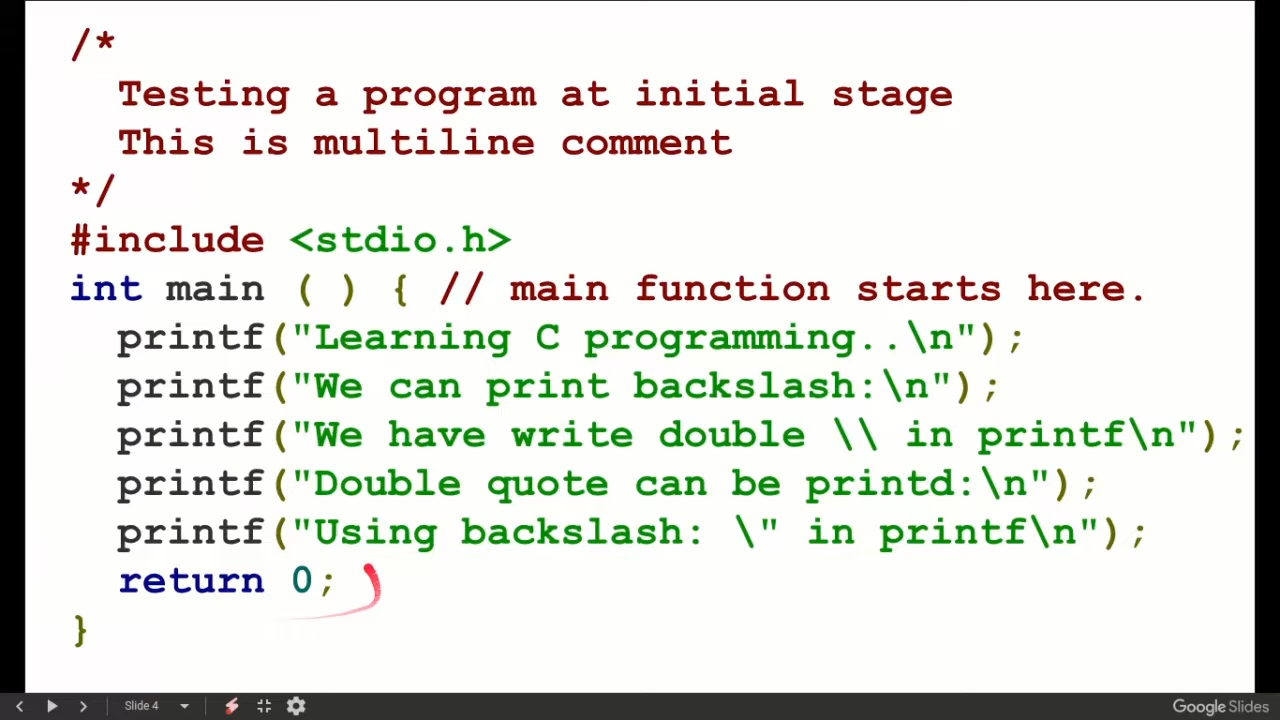 /*
Testing a program at initial stage
This is multiline comment
*/
#include <stdio.h>
int main ( ) { // main function starts here.
printf("Learning C programming..\n");
printf("We can print backslash:\n");
printf("We have write double \\ in printf\n");
printf("Double quote can be printd:\n");
printf("Using backslash: \" in printf\n");
return 0;
}
Slide 4
Google Slides